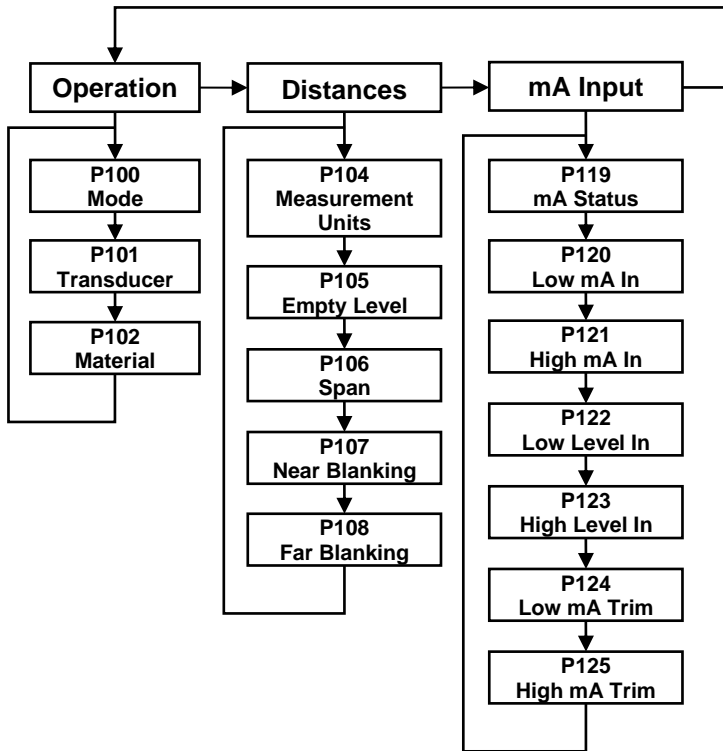 Operation
Distances
mA Input
P100
Mode
P101
Transducer
P102
Material
P104
Measurement
Units
P105
Empty Level
P106
Span
P107
Near Blanking
P108
Far Blanking
P119
mA Status
P120
Low mA In
P121
High mA In
P122
Low Level In
P123
High Level In
P124
Low mA Trim
P125
High mA Trim